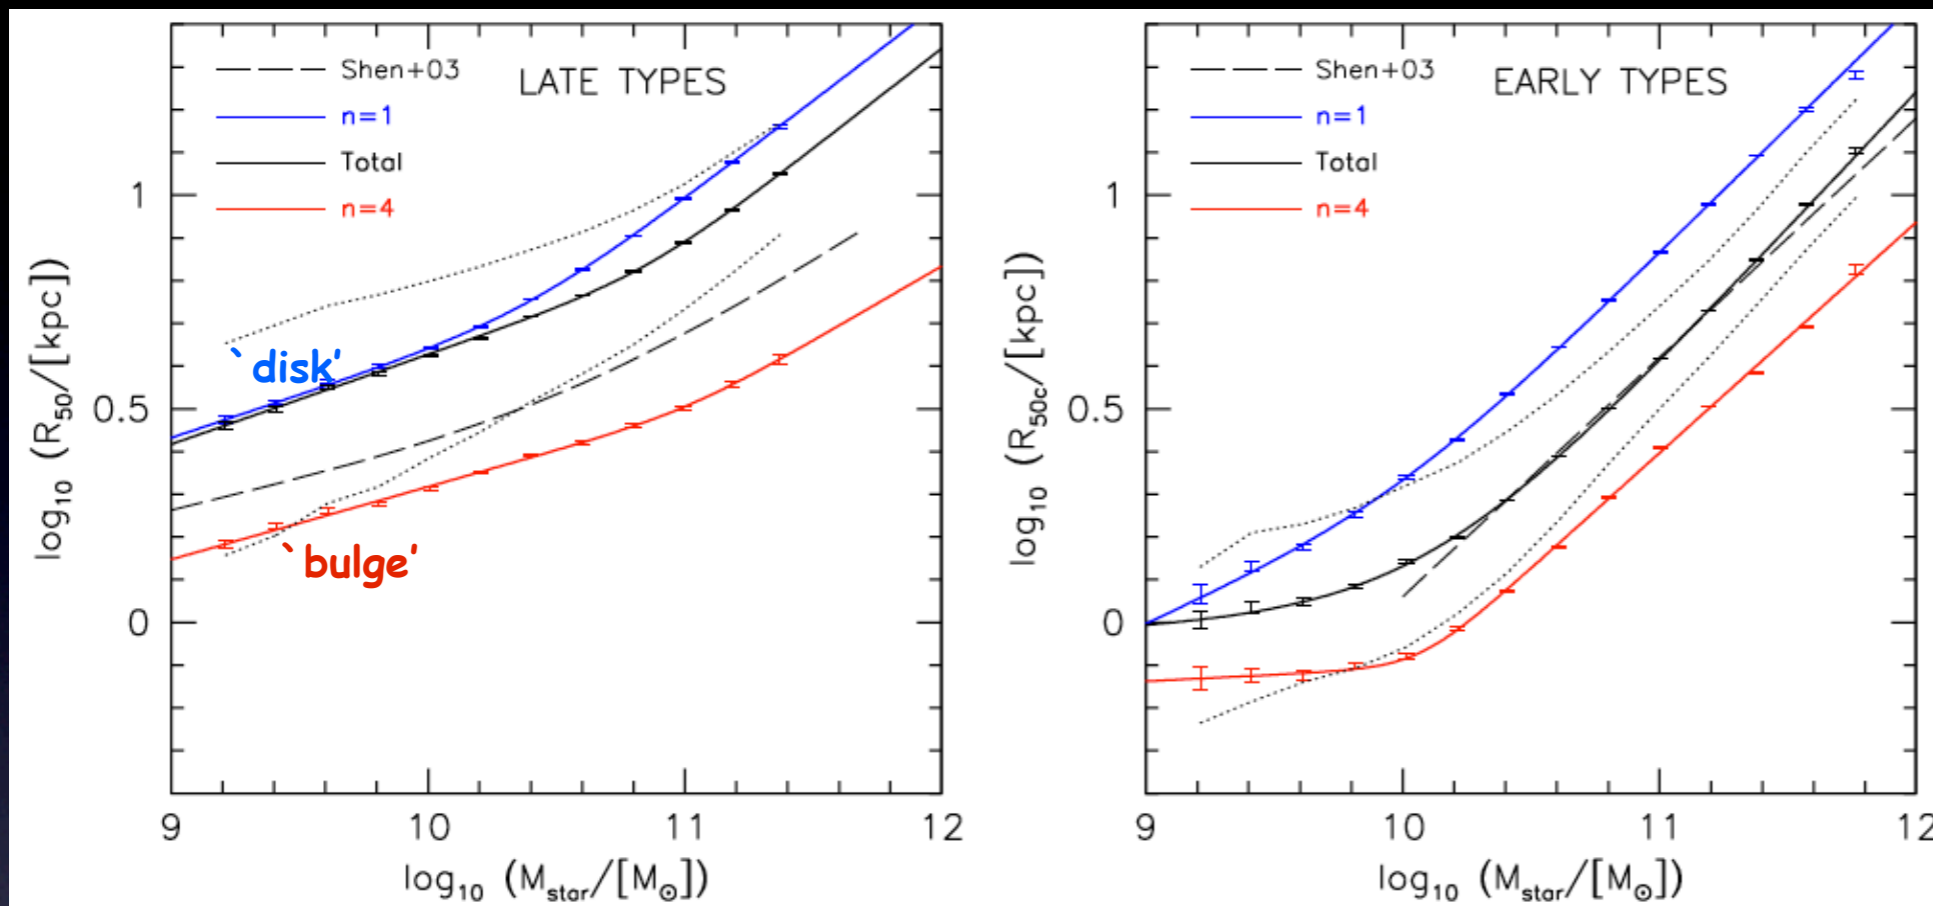 Shen+03
LATE TYPES
n=1
Total
n=4
`disk'
`bulge'
1
0.5
0
log10 (R50/[kpc])
9 10 11 12
log10 (Mstar/[M⊙])
Shen+03
EARLY TYPES
n=1
Total
n=4
1
0.5
0
log10 (R50c/[kpc])
9 10 11 12
log10 (Mstar/[M⊙])